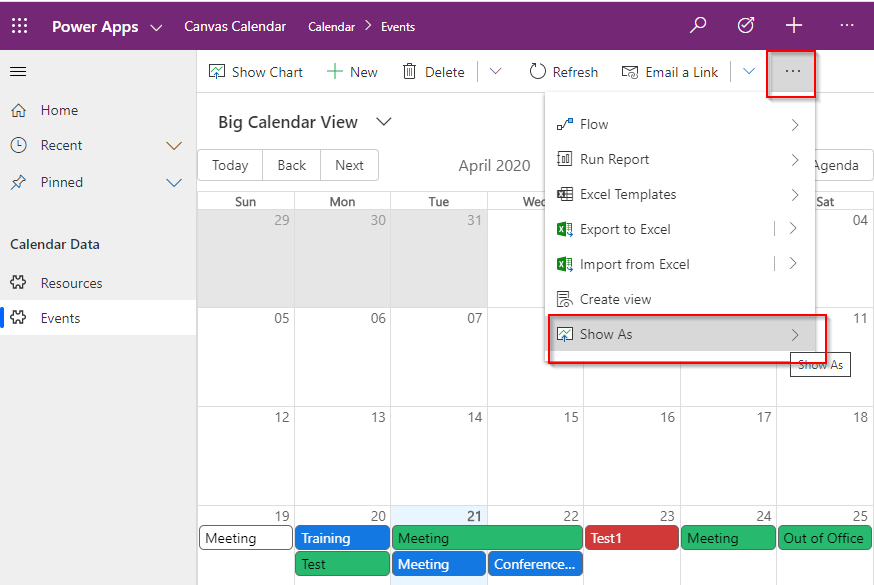 Power Apps Canvas Calendar Calendar Events
Show Chart New Delete Refresh Email a Link
Home
Recent
Pinned
Calendar Data
Resources
Events
Big Calendar View
Today Back Next April 2020 Agenda
Flow
Run Report
Excel Templates
Export to Excel
Import from Excel
Create view
Show As
Show As
Sun Mon Tue Sat
29 30 31 04
05 06 07 11
12 13 14 15 16 17 18
19 20 21 22 23 24 25
Meeting Training Meeting Test1 Meeting Out of Office
Test Meeting Conference...